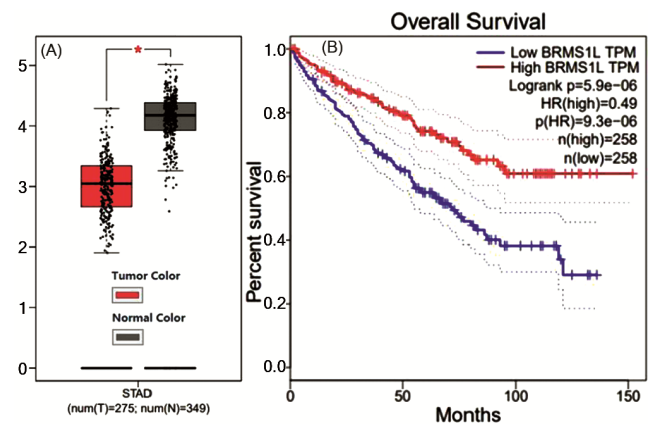 (A)
*
5
4
3
2
1
0
Tumor Color
Normal Color
STAD
(num(T)=275; num(N)=349)
Overall Survival
(B)
Low BRMS1L TPM
High BRMS1L TPM
Logrank p=5.9e−06
HR(high)=0.49
p(HR)=9.3e−06
n(high)=258
n(low)=258
Percent survival
1.0
0.8
0.6
0.4
0.2
0.0
0 50 100 150
Months